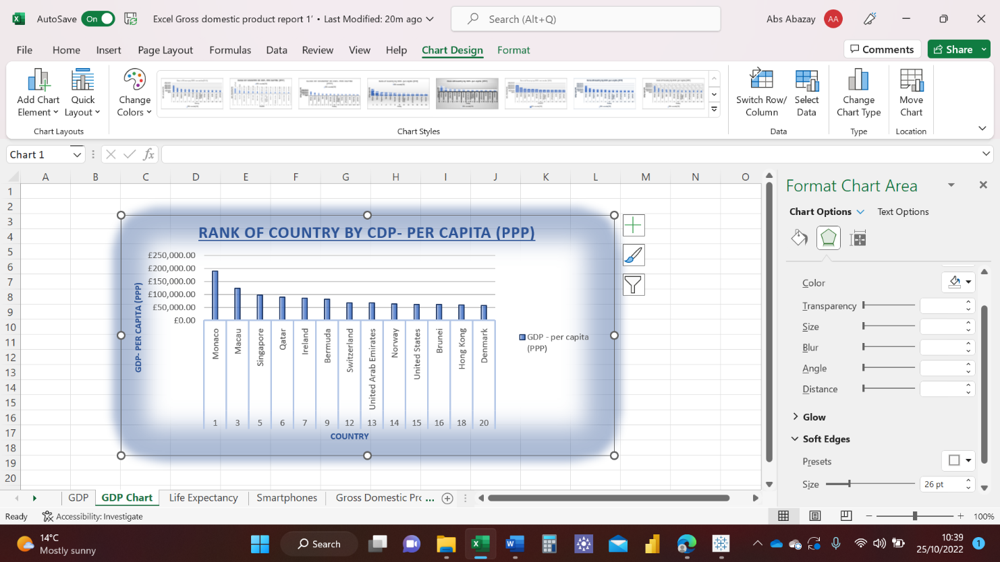 AutoSave On Excel Gross domestic product report 1' • Last Modified: 20m ago Search (Alt+Q) Abs Abazay AA
File Home Insert Page Layout Formulas Data Review View Help Chart Design Format Comments Share
Add Chart Element Quick Layout Change Colors Switch Row/ Column Select Data Change Chart Type Move Chart
Chart Layouts Chart Styles Data Type Location
Chart 1 fx
A B C D E F G H I J K L M N O
1
2
3
4
5
6
7
8
9
10
11
12
13
14
15
16
17
18
19
20
RANK OF COUNTRY BY CDP- PER CAPITA (PPP)
GDP- PER CAPITA (PPP)
£250,000.00
£200,000.00
£150,000.00
£100,000.00
£50,000.00
£0.00
Monaco Macau Singapore Qatar Ireland Bermuda Switzerland United Arab Emirates Norway United States Brunei Hong Kong Denmark
1 3 5 6 7 9 12 13 14 15 16 18 20
COUNTRY
GDP - per capita
(PPP)
Format Chart Area
Chart Options Text Options
Color
Transparency
Size
Blur
Angle
Distance
Glow
Soft Edges
Presets
Size 26 pt
GDP GDP Chart Life Expectancy Smartphones Gross Domestic Prc ...
Ready Accessibility: Investigate 100%
14°C
Mostly sunny
Search
10:39
25/10/2022
1